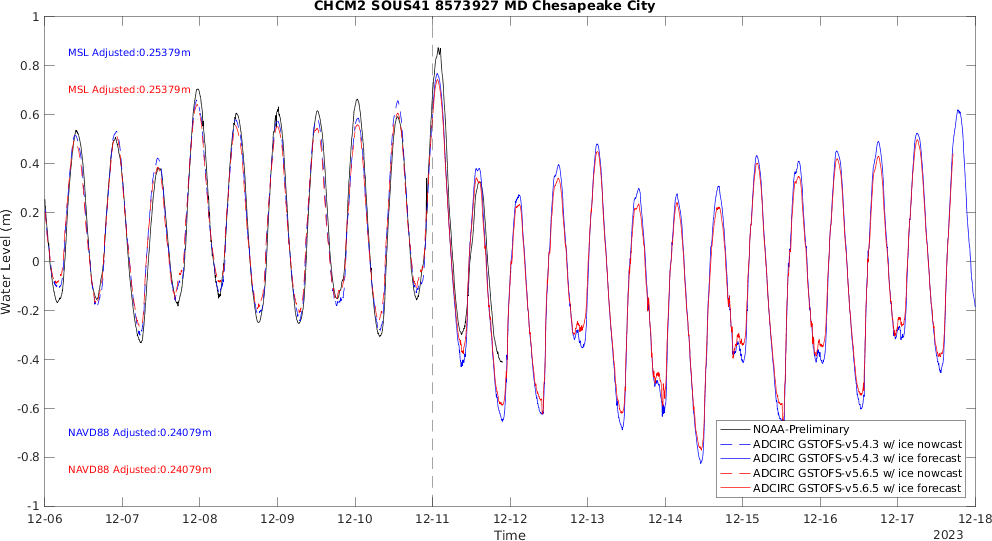 CHCM2 SOUS41 8573927 MD Chesapeake City
MSL Adjusted:0.25379m
MSL Adjusted:0.25379m
NAVD88 Adjusted:0.24079m
NAVD88 Adjusted:0.24079m
Water Level (m)
1
0.8
0.6
0.4
0.2
0
-0.2
-0.4
-0.6
-0.8
-1
NOAA-Preliminary
ADCIRC GSTOFS-v5.4.3 w/ ice nowcast
ADCIRC GSTOFS-v5.4.3 w/ ice forecast
ADCIRC GSTOFS-v5.6.5 w/ ice nowcast
ADCIRC GSTOFS-v5.6.5 w/ ice forecast
12-06 12-07 12-08 12-09 12-10 12-11 12-12 12-13 12-14 12-15 12-16 12-17 12-18
Time
2023